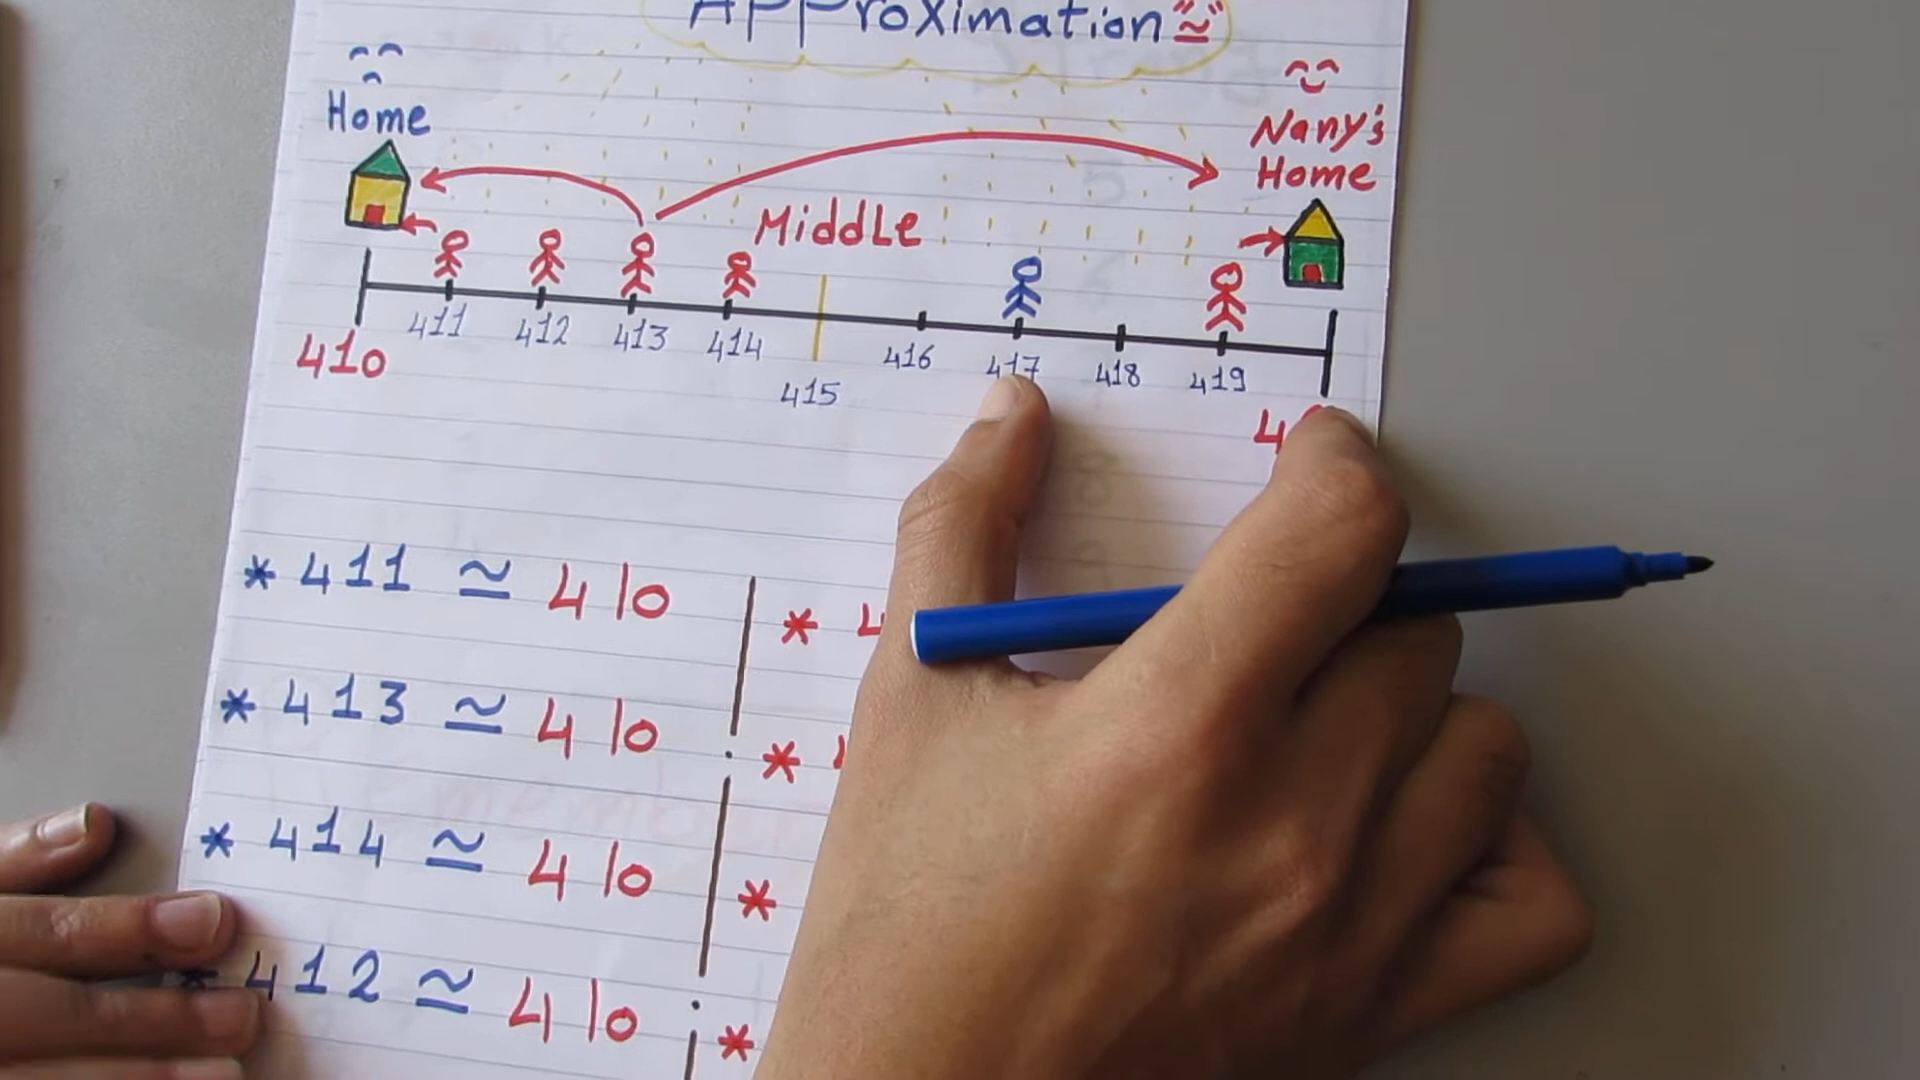 Approximation "≃"
Home
Nany's
Home
Middle
410
411
412
413
414
415
416
417
418
419
* 411 ≃ 410
* 413 ≃ 410
* 414 ≃ 410
* 412 ≃ 410
*
*
*
*